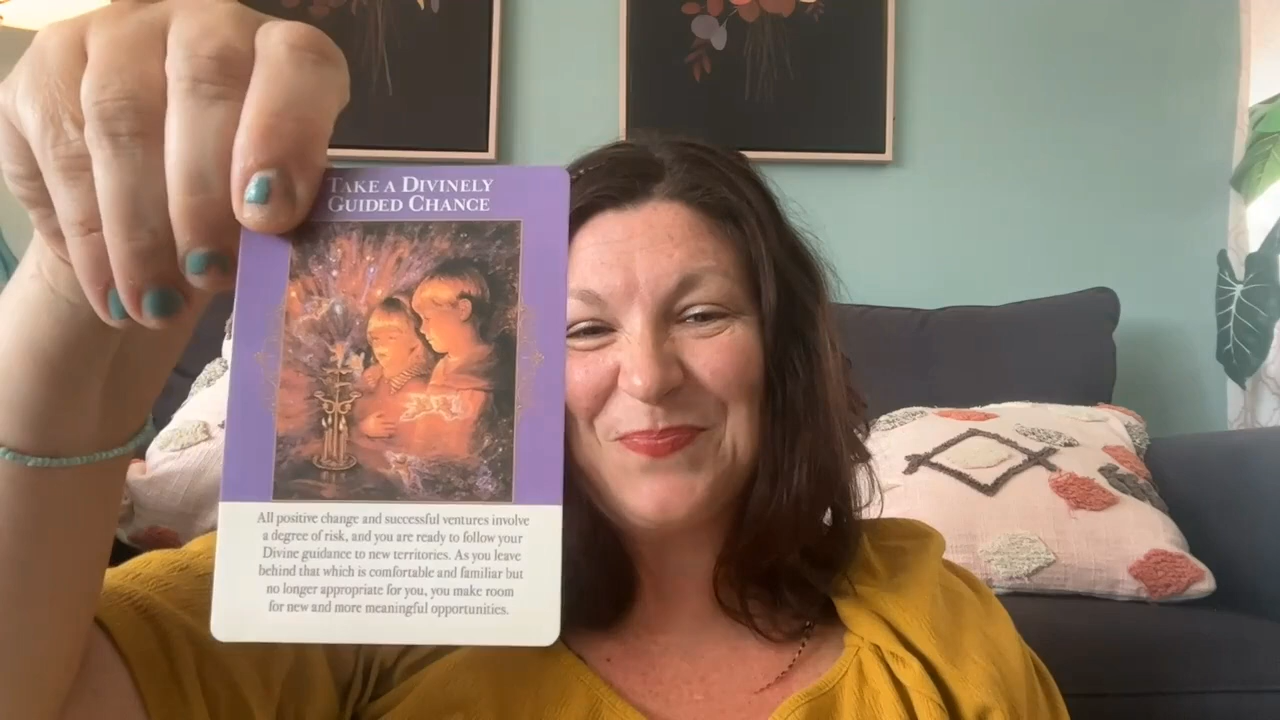 TAKE A DIVINELY
GUIDED CHANCE
All positive change and successful ventures involve
a degree of risk, and you are ready to follow your
Divine guidance to new territories. As you leave
behind that which is comfortable and familiar but
no longer appropriate for you, you make room
for new and more meaningful opportunities.